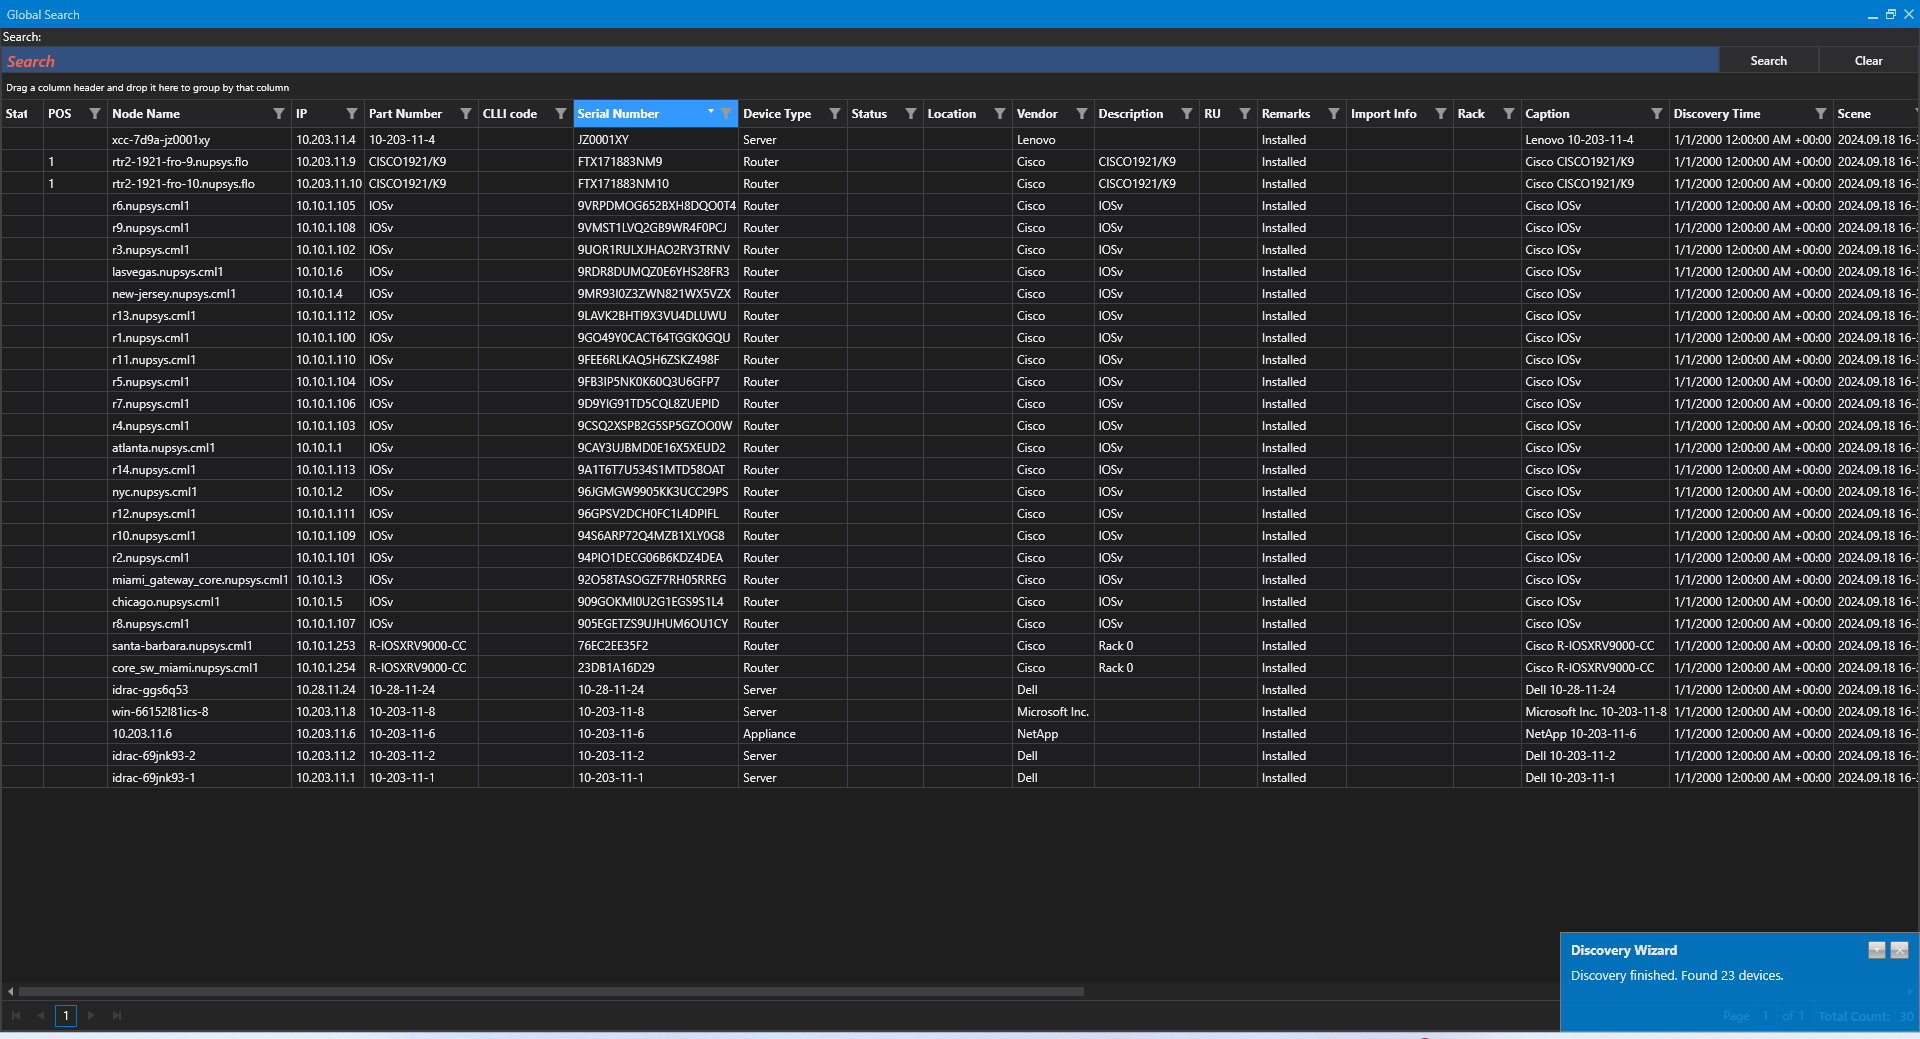 Global Search
Search:
Search Search Clear
Drag a column header and drop it here to group by that column
Stat POS Node Name IP Part Number CLLI code Serial Number Device Type Status Location Vendor Description RU Remarks Import Info Rack Caption Discovery Time Scene
xcc-7d9a-jz0001xy 10.203.11.4 10-203-11-4 JZ0001XY Server Lenovo Installed Lenovo 10-203-11-4 1/1/2000 12:00:00 AM +00:00 2024.09.18 16-
1 rtr2-1921-fro-9.nupsys.flo 10.203.11.9 CISCO1921/K9 FTX171883NM9 Router Cisco CISCO1921/K9 Installed Cisco CISCO1921/K9 1/1/2000 12:00:00 AM +00:00 2024.09.18 16-
1 rtr2-1921-fro-10.nupsys.flo 10.203.11.10 CISCO1921/K9 FTX171883NM10 Router Cisco CISCO1921/K9 Installed Cisco CISCO1921/K9 1/1/2000 12:00:00 AM +00:00 2024.09.18 16-
r6.nupsys.cml1 10.10.1.105 IOSv 9VRPDMOG652BXH8DQO0T4 Router Cisco IOSv Installed Cisco IOSv 1/1/2000 12:00:00 AM +00:00 2024.09.18 16-
r9.nupsys.cml1 10.10.1.108 IOSv 9VMST1LVQ2GB9WR4F0PCJ Router Cisco IOSv Installed Cisco IOSv 1/1/2000 12:00:00 AM +00:00 2024.09.18 16-
r3.nupsys.cml1 10.10.1.102 IOSv 9UOR1RULXJHAO2RY3TRNV Router Cisco IOSv Installed Cisco IOSv 1/1/2000 12:00:00 AM +00:00 2024.09.18 16-
lasvegas.nupsys.cml1 10.10.1.6 IOSv 9RDR8DUMQZ0E6YHS28FR3 Router Cisco IOSv Installed Cisco IOSv 1/1/2000 12:00:00 AM +00:00 2024.09.18 16-
new-jersey.nupsys.cml1 10.10.1.4 IOSv 9MR93I0Z3ZWN821WX5VZX Router Cisco IOSv Installed Cisco IOSv 1/1/2000 12:00:00 AM +00:00 2024.09.18 16-
r13.nupsys.cml1 10.10.1.112 IOSv 9LAVK2BHTI9X3VU4DLUWU Router Cisco IOSv Installed Cisco IOSv 1/1/2000 12:00:00 AM +00:00 2024.09.18 16-
r1.nupsys.cml1 10.10.1.100 IOSv 9GO49Y0CACT64TGGK0GQU Router Cisco IOSv Installed Cisco IOSv 1/1/2000 12:00:00 AM +00:00 2024.09.18 16-
r11.nupsys.cml1 10.10.1.110 IOSv 9FEE6RLKAQ5H6ZSKZ498F Router Cisco IOSv Installed Cisco IOSv 1/1/2000 12:00:00 AM +00:00 2024.09.18 16-
r5.nupsys.cml1 10.10.1.104 IOSv 9FB3IP5NK0K60Q3U6GFP7 Router Cisco IOSv Installed Cisco IOSv 1/1/2000 12:00:00 AM +00:00 2024.09.18 16-
r7.nupsys.cml1 10.10.1.106 IOSv 9D9YIG91TD5CQL8ZUEPID Router Cisco IOSv Installed Cisco IOSv 1/1/2000 12:00:00 AM +00:00 2024.09.18 16-
r4.nupsys.cml1 10.10.1.103 IOSv 9CSQ2XSPB2G5SP5GZOO0W Router Cisco IOSv Installed Cisco IOSv 1/1/2000 12:00:00 AM +00:00 2024.09.18 16-
atlanta.nupsys.cml1 10.10.1.1 IOSv 9CAY3UJBMD0E16X5XEUD2 Router Cisco IOSv Installed Cisco IOSv 1/1/2000 12:00:00 AM +00:00 2024.09.18 16-
r14.nupsys.cml1 10.10.1.113 IOSv 9A1T6T7U534S1MTD58OAT Router Cisco IOSv Installed Cisco IOSv 1/1/2000 12:00:00 AM +00:00 2024.09.18 16-
nyc.nupsys.cml1 10.10.1.2 IOSv 96JGMGW9905KK3UCC29PS Router Cisco IOSv Installed Cisco IOSv 1/1/2000 12:00:00 AM +00:00 2024.09.18 16-
r12.nupsys.cml1 10.10.1.111 IOSv 96GPSV2DCH0FC1L4DPIFL Router Cisco IOSv Installed Cisco IOSv 1/1/2000 12:00:00 AM +00:00 2024.09.18 16-
r10.nupsys.cml1 10.10.1.109 IOSv 94S6ARP72Q4MZB1XLY0G8 Router Cisco IOSv Installed Cisco IOSv 1/1/2000 12:00:00 AM +00:00 2024.09.18 16-
r2.nupsys.cml1 10.10.1.101 IOSv 94PIO1DECG06B6KDZ4DEA Router Cisco IOSv Installed Cisco IOSv 1/1/2000 12:00:00 AM +00:00 2024.09.18 16-
miami_gateway_core.nupsys.cml1 10.10.1.3 IOSv 92O58TASOGZF7RH05RREG Router Cisco IOSv Installed Cisco IOSv 1/1/2000 12:00:00 AM +00:00 2024.09.18 16-
chicago.nupsys.cml1 10.10.1.5 IOSv 909GOKMI0U2G1EGS9S1L4 Router Cisco IOSv Installed Cisco IOSv 1/1/2000 12:00:00 AM +00:00 2024.09.18 16-
r8.nupsys.cml1 10.10.1.107 IOSv 905EGETZS9UJHUM6OU1CY Router Cisco IOSv Installed Cisco IOSv 1/1/2000 12:00:00 AM +00:00 2024.09.18 16-
santa-barbara.nupsys.cml1 10.10.1.253 R-IOSXRV9000-CC 76EC2EE35F2 Router Cisco Rack 0 Installed Cisco R-IOSXRV9000-CC 1/1/2000 12:00:00 AM +00:00 2024.09.18 16-
core_sw_miami.nupsys.cml1 10.10.1.254 R-IOSXRV9000-CC 23DB1A16D29 Router Cisco Rack 0 Installed Cisco R-IOSXRV9000-CC 1/1/2000 12:00:00 AM +00:00 2024.09.18 16-
idrac-ggs6q53 10.28.11.24 10-28-11-24 10-28-11-24 Server Dell Installed Dell 10-28-11-24 1/1/2000 12:00:00 AM +00:00 2024.09.18 16-
win-66152l81ics-8 10.203.11.8 10-203-11-8 10-203-11-8 Server Microsoft Inc. Installed Microsoft Inc. 10-203-11-8 1/1/2000 12:00:00 AM +00:00 2024.09.18 16-
10.203.11.6 10.203.11.6 10-203-11-6 10-203-11-6 Appliance NetApp Installed NetApp 10-203-11-6 1/1/2000 12:00:00 AM +00:00 2024.09.18 16-
idrac-69jnk93-2 10.203.11.2 10-203-11-2 10-203-11-2 Server Dell Installed Dell 10-203-11-2 1/1/2000 12:00:00 AM +00:00 2024.09.18 16-
idrac-69jnk93-1 10.203.11.1 10-203-11-1 10-203-11-1 Server Dell Installed Dell 10-203-11-1 1/1/2000 12:00:00 AM +00:00 2024.09.18 16-
Discovery Wizard
Discovery finished. Found 23 devices.
1 Page 1 of 1 Total Count: 30